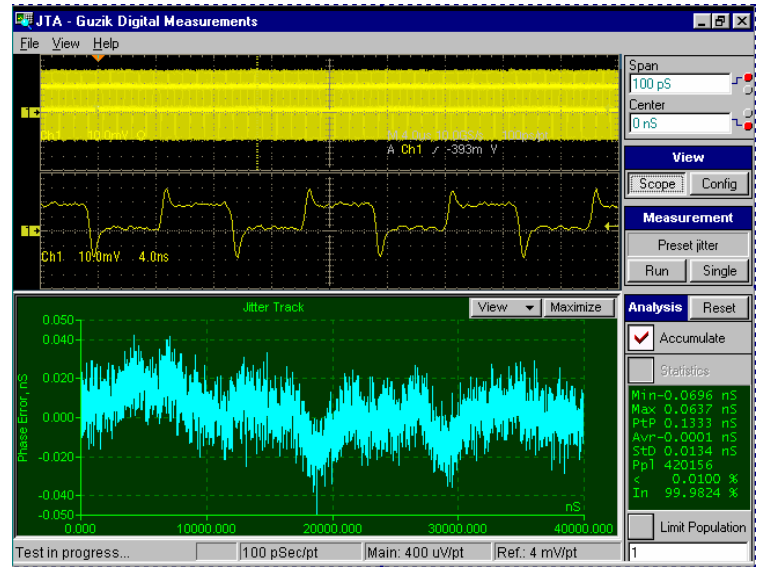 JTA - Guzik Digital Measurements
File View Help
Span
100 pS
Center
0 nS
1
Ch1 10.0mV Ω
A Ch1 -393m V
View
Scope Config
1
Ch1 10.0mV 4.0ns
Measurement
Preset jitter
Run Single
Jitter Track
View Maximize
Analysis Reset
Accumulate
Statistics
Min-0.0696 nS
Max 0.0637 nS
PtP 0.1333 nS
Avr-0.0001 nS
StD 0.0134 nS
Ppl 420156
< 0.0100 %
In 99.9824 %
Limit Population
1
Phase Error, nS
0.050
0.040
0.020
0.000
-0.020
-0.040
-0.050
nS
0.000 10000.000 20000.000 30000.000 40000.000
Test in progress... 100 pSec/pt Main: 400 uV/pt Ref.: 4 mV/pt